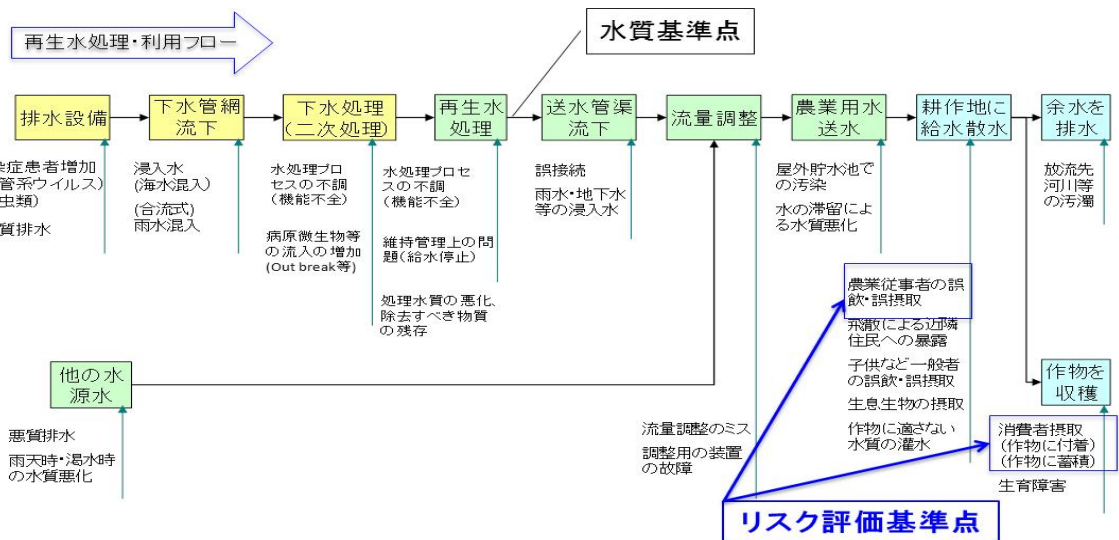 再生水処理・利用フロー
水質基準点
排水設備
下水管網
流下
下水処理
(二次処理)
再生水
処理
送水管渠
流下
流量調整
農業用水
送水
耕作地に
給水散水
余水を
排水
症患者増加
管系ウイルス)
虫類)
質排水
浸入水
(海水混入)
(合流式)
雨水混入
水処理プロ
セスの不調
(機能不全)
病原微生物等
の流入の増加
(Out break等)
水処理プロセ
スの不調
(機能不全)
維持管理上の問
題(給水停止)
処理水質の悪化、
除去すべき物質
の残存
誤接続
雨水・地下水
等の浸入水
屋外貯水池で
の汚染
水の滞留によ
る水質悪化
放流先
河川等
の汚濁
農業従事者の誤
飲・誤摂取
飛散による近隣
住民への暴露
子供など一般者
の誤飲・誤摂取
生息生物の摂取
作物に適さない
水質の灌水
他の水
源水
悪質排水
雨天時・渇水時
の水質悪化
流量調整のミス
調整用の装置
の故障
作物を
収穫
消費者摂取
(作物に付着)
(作物に蓄積)
生育障害
リスク評価基準点